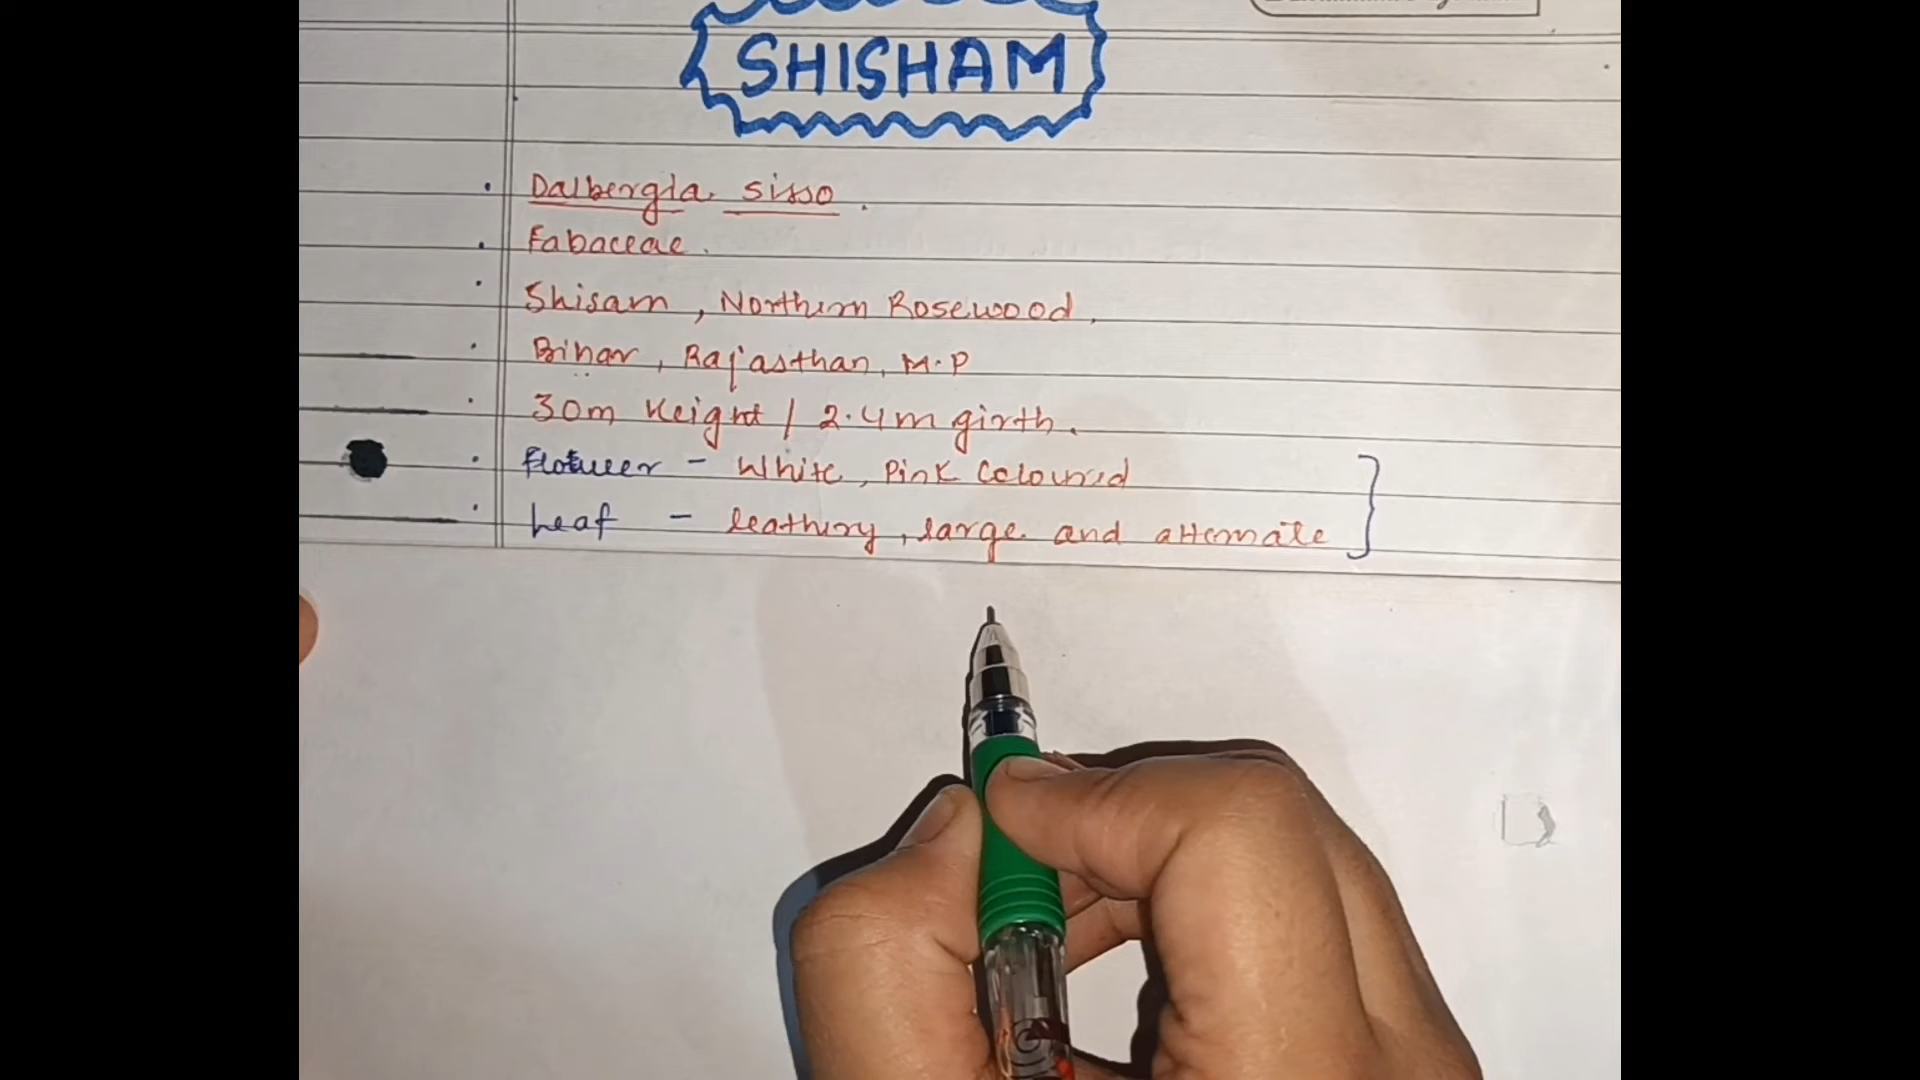 SHISHAM
Dalbergia sisso.
Fabaceae.
Shisam, Northern Rosewood.
Bihar, Rajasthan, M.P
30m Height / 2.4m girth.
Flower - White, Pink Coloured
Leaf - leathery, large and alternate